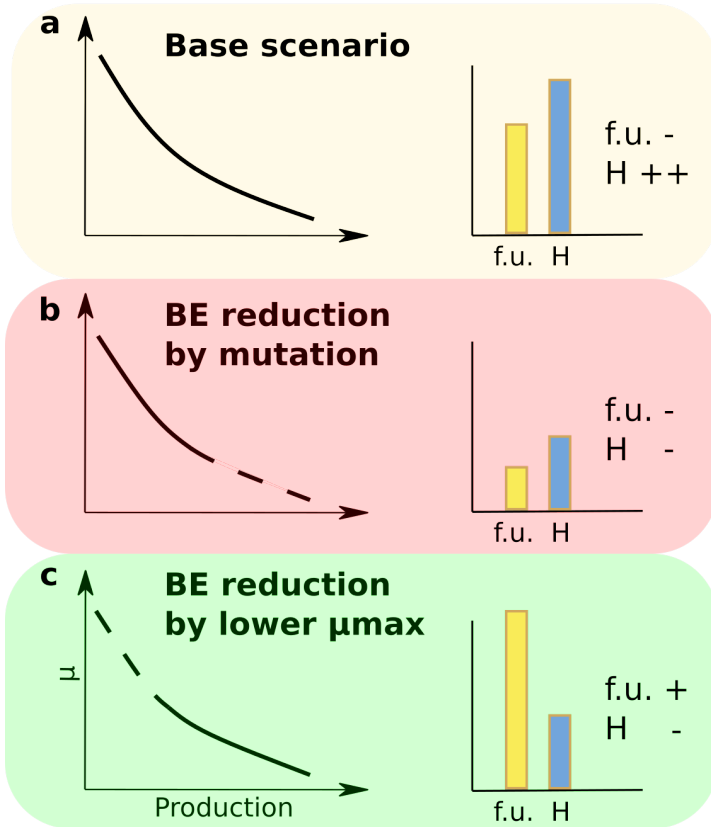 a
Base scenario
f.u. -
H ++
f.u. H
b
BE reduction
by mutation
f.u. -
H -
f.u. H
c
BE reduction
by lower μmax
μ
f.u. +
H -
Production
f.u. H